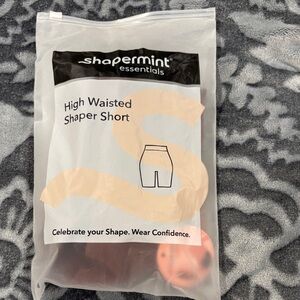 shapermint
essentials
High Waisted
Shaper Short
Celebrate your Shape. Wear Confidence.